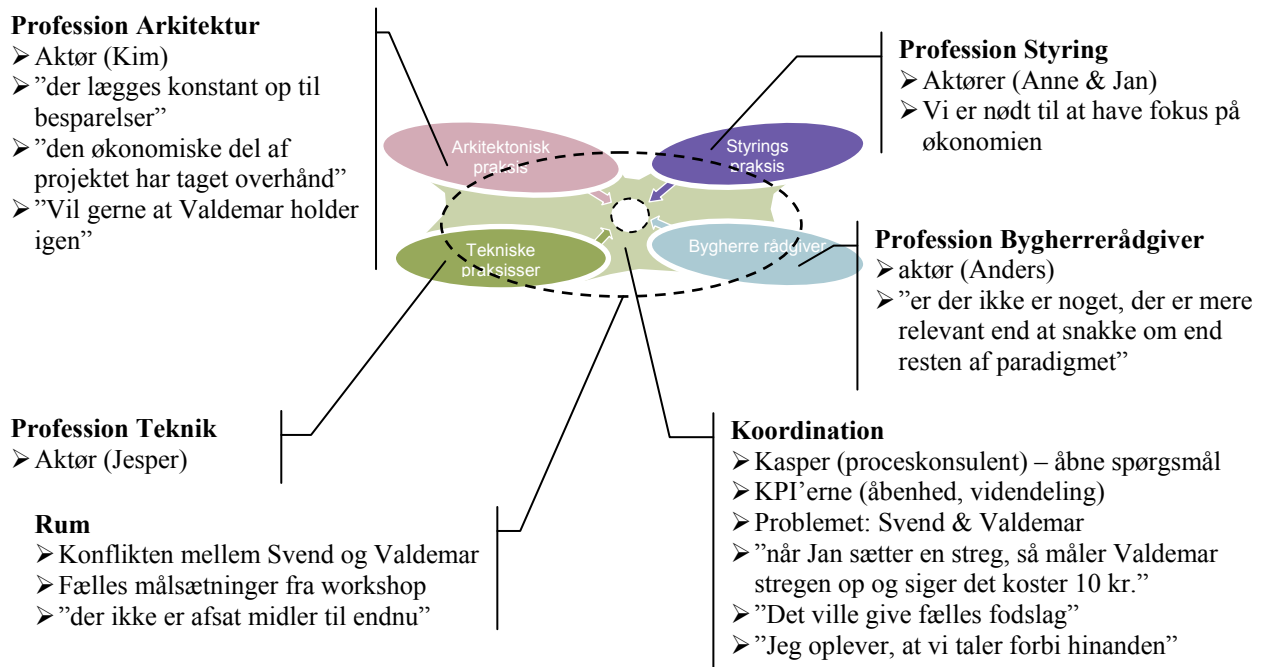 Profession Arkitektur
➢ Aktør (Kim)
➢ ”der lægges konstant op til
besparelser”
➢ ”den økonomiske del af
projektet har taget overhånd”
➢ ”Vil gerne at Valdemar holder
igen”
Profession Styring
➢ Aktører (Anne & Jan)
➢ Vi er nødt til at have fokus på
økonomien
Arkitektonisk
praksis
Styrings
praksis
Tekniske
praksisser
Bygherre rådgiver
Profession Bygherrerådgiver
➢ aktør (Anders)
➢ ”er der ikke er noget, der er mere
relevant end at snakke om end
resten af paradigmet”
Profession Teknik
➢ Aktør (Jesper)
Rum
➢ Konflikten mellem Svend og Valdemar
➢ Fælles målsætninger fra workshop
➢ ”der ikke er afsat midler til endnu”
Koordination
➢ Kasper (proceskonsulent) – åbne spørgsmål
➢ KPI’erne (åbenhed, videndeling)
➢ Problemet: Svend & Valdemar
➢ ”når Jan sætter en streg, så måler Valdemar
stregen op og siger det koster 10 kr.”
➢ ”Det ville give fælles fodslag”
➢ ”Jeg oplever, at vi taler forbi hinanden”